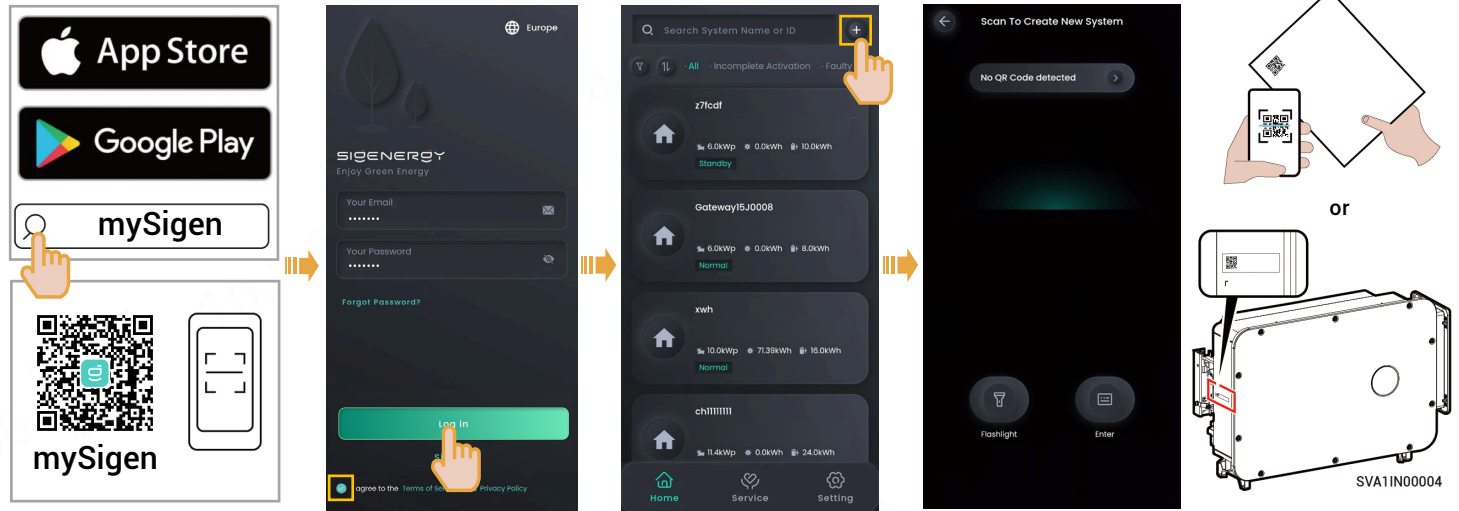 App Store
Google Play
mySigen
mySigen
Europe
SIGENERGY
Enjoy Green Energy
Your Email
•••••••
Your Password
•••••••
Forgot Password?
Log in
agree to the Terms of Privacy Policy
Search System Name or ID
+
·All ·Incomplete Activation ·Faulty
z7fcdf
6.0kWp 0.0kWh 10.0kWh
Standby
Gateway15J0008
6.0kWp 0.0kWh 8.0kWh
Normal
xwh
10.0kWp 71.39kWh 16.0kWh
Normal
ch11111111
11.4kWp 0.0kWh 24.0kWh
Home Service Setting
Scan To Create New System
No QR Code detected
Flashlight Enter
or
SVA1IN00004